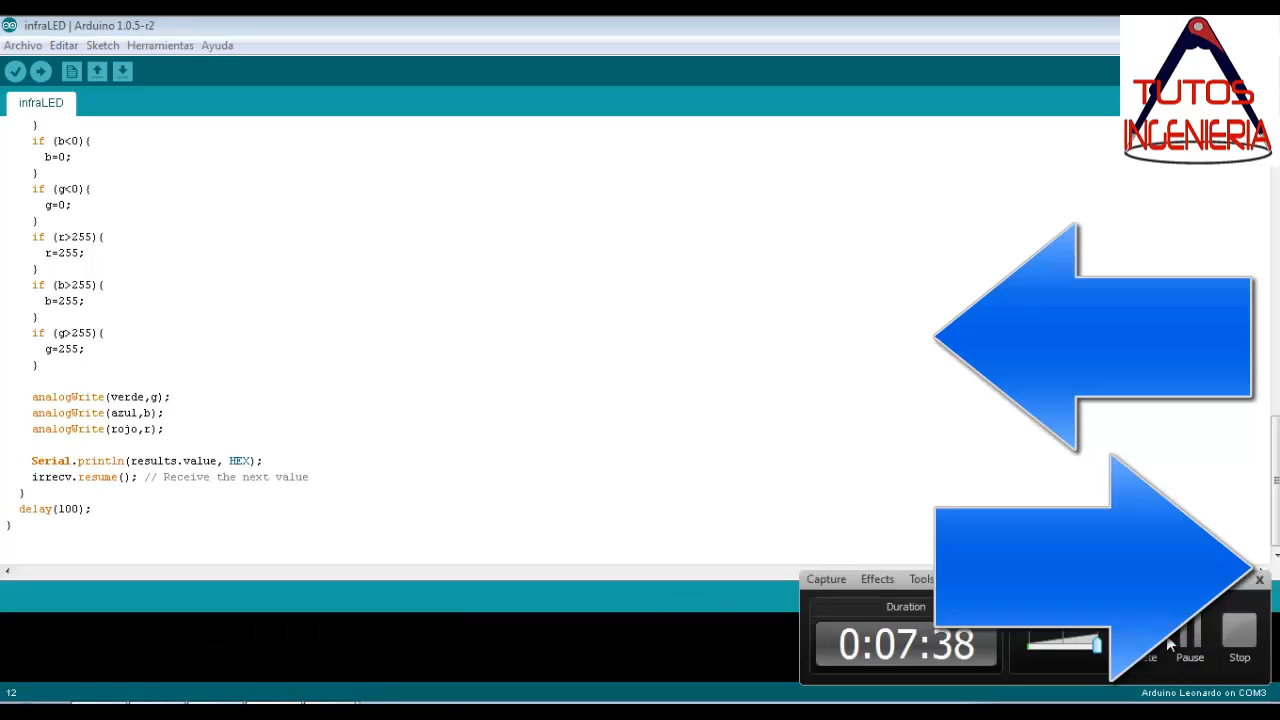 infraLED | Arduino 1.0.5-r2
Archivo Editar Sketch Herramientas Ayuda
TUTOS
INGENIERIA
infraLED
}
if (b<0){
b=0;
}
if (g<0){
g=0;
}
if (r>255){
r=255;
}
if (b>255){
b=255;
}
if (g>255){
g=255;
}
analogWrite(verde,g);
analogWrite(azul,b);
analogWrite(rojo,r);
Serial.println(results.value, HEX);
irrecv.resume(); // Receive the next value
}
delay(100);
}
Capture Effects Tools x
Duration
0:07:38
Pause Stop
12
Arduino Leonardo on COM3